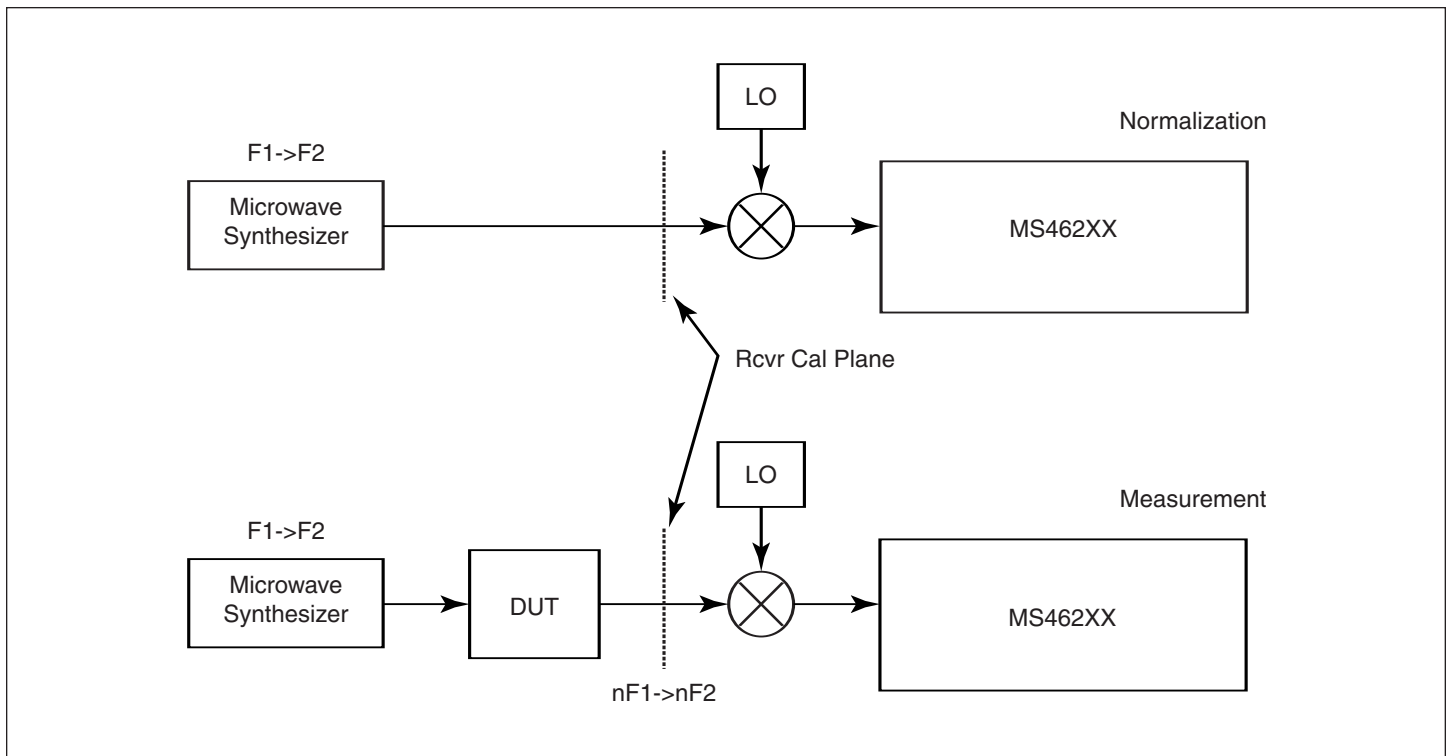 LO
Normalization
F1->F2
Microwave
Synthesizer
MS462XX
Rcvr Cal Plane
LO
Measurement
F1->F2
Microwave
Synthesizer
DUT
MS462XX
nF1->nF2